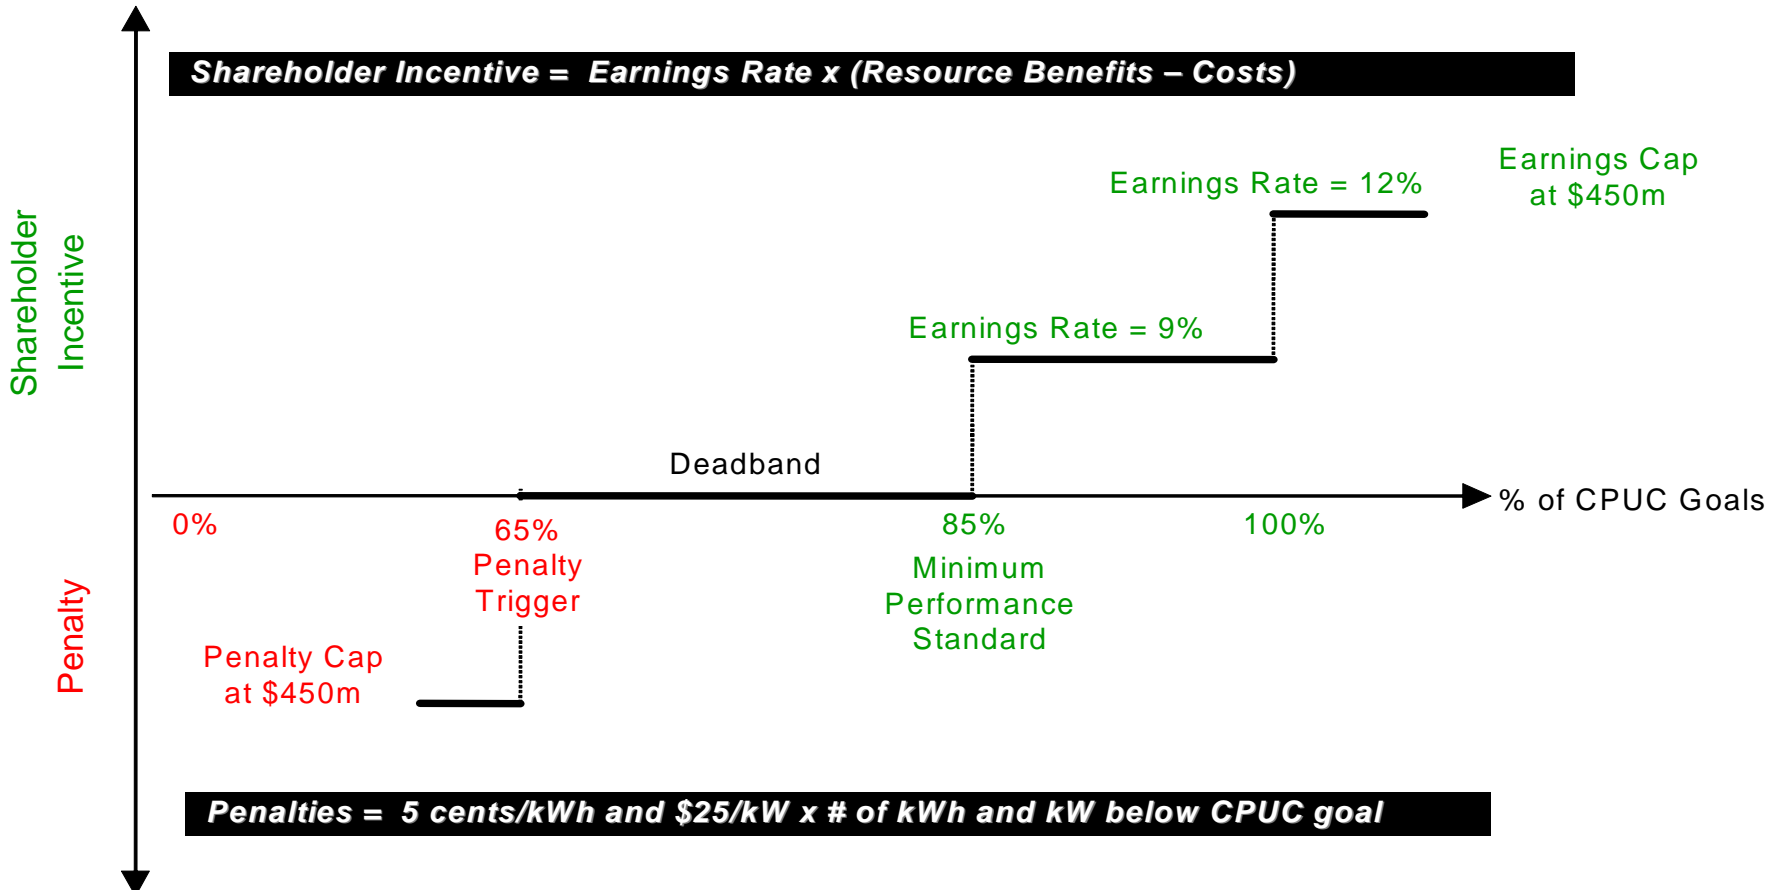 Shareholder Incentive = Earnings Rate x (Resource Benefits – Costs)
Earnings Cap
at $450m
Earnings Rate = 12%
Shareholder
Incentive
Earnings Rate = 9%
Deadband
% of CPUC Goals
0%
65%
Penalty
Trigger
85%
Minimum
Performance
Standard
100%
Penalty
Penalty Cap
at $450m
Penalties = 5 cents/kWh and $25/kW x # of kWh and kW below CPUC goal